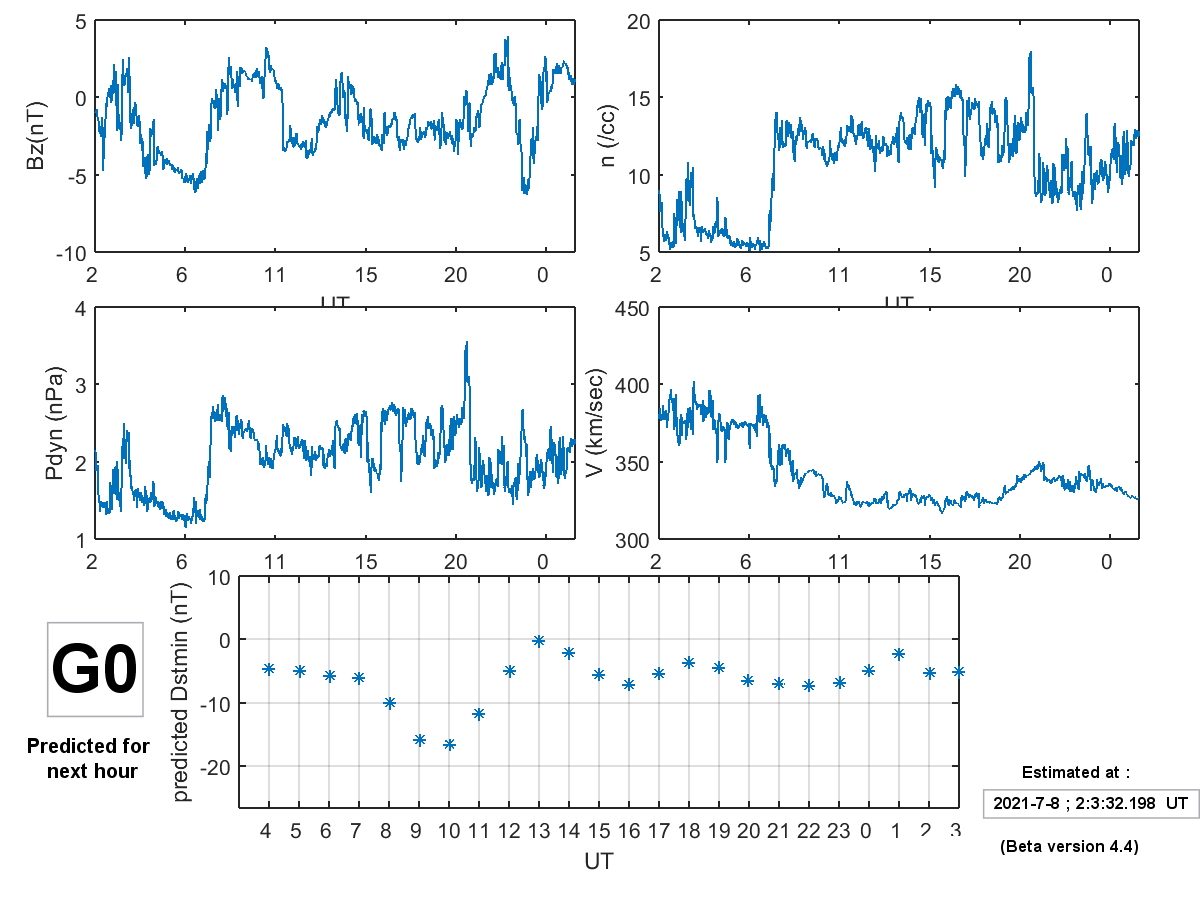 5
0
-5
-10
Bz(nT)
2 6 11 15 20 0
UT
20
15
10
5
n (/cc)
2 6 11 15 20 0
UT
4
3
2
1
Pdyn (nPa)
2 6 11 15 20 0
450
400
350
300
V (km/sec)
2 6 11 15 20 0
G0
Predicted for
next hour
10
0
-10
-20
predicted Dstmin (nT)
4 5 6 7 8 9 10 11 12 13 14 15 16 17 18 19 20 21 22 23 0 1 2 3
UT
Estimated at :
2021-7-8 ; 2:3:32.198 UT
(Beta version 4.4)